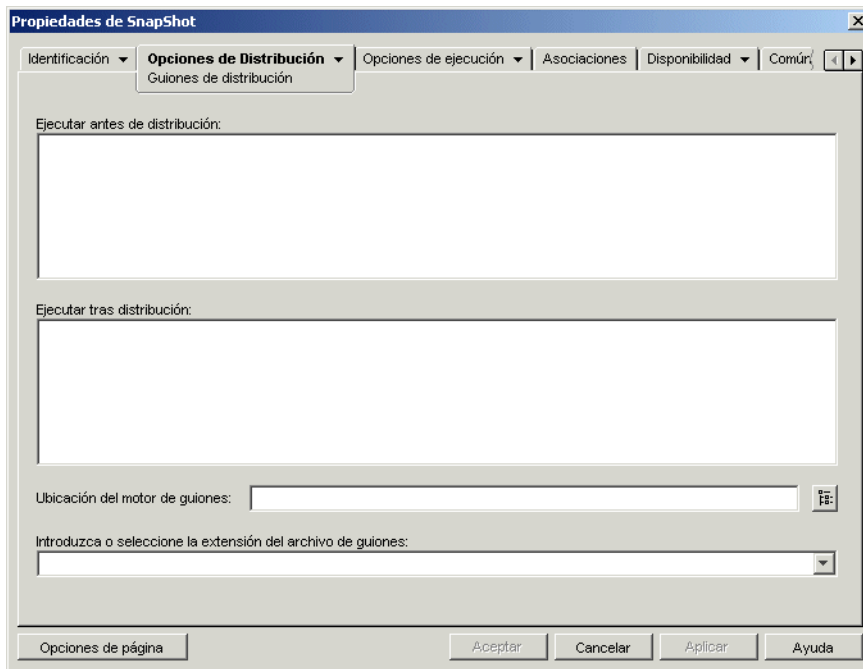 Propiedades de SnapShot
Identificación
Opciones de Distribución
Opciones de ejecución
Asociaciones
Disponibilidad
Común
Guiones de distribución
Ejecutar antes de distribución:
Ejecutar tras distribución:
Ubicación del motor de guiones:
Introduzca o seleccione la extensión del archivo de guiones:
Opciones de página
Aceptar
Cancelar
Aplicar
Ayuda